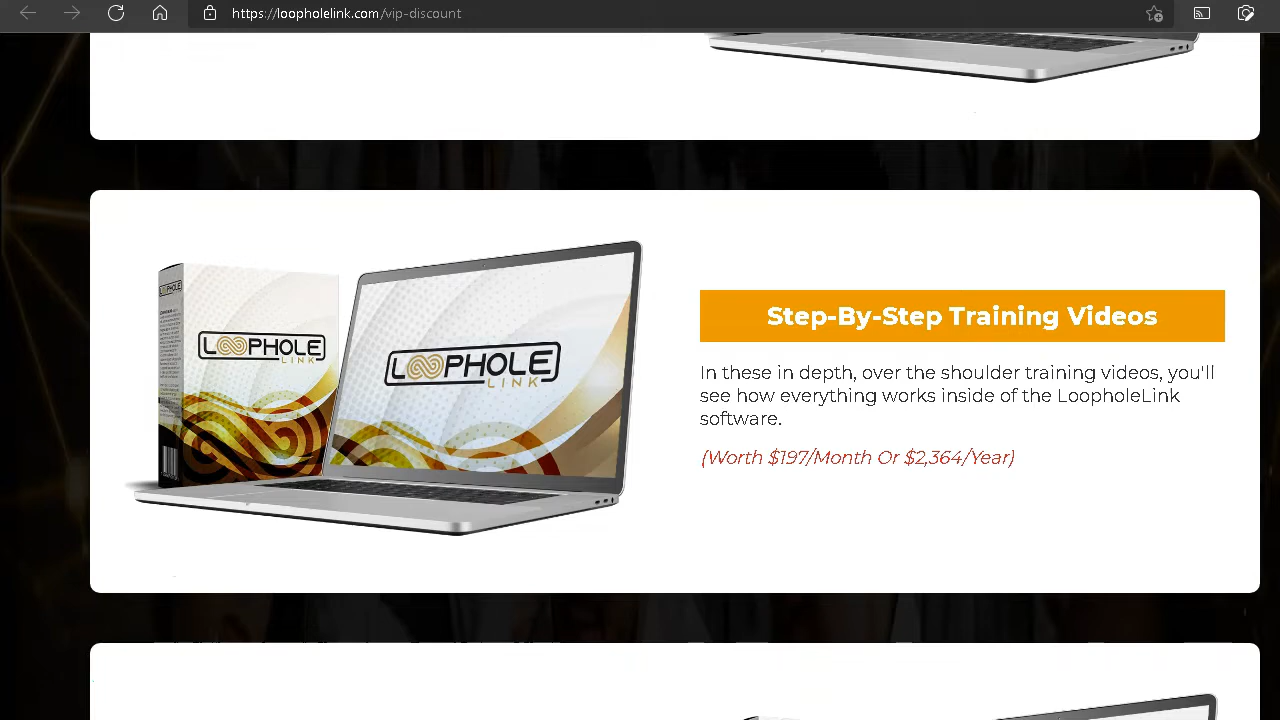 https://loopholelink.com/vip-discount
LOOPHOLE
LOOPHOLE
LINK
LOOPHOLE
LINK
Step-By-Step Training Videos
In these in depth, over the shoulder training videos, you'll
see how everything works inside of the LoopholeLink
software.
(Worth $197/Month Or $2,364/Year)